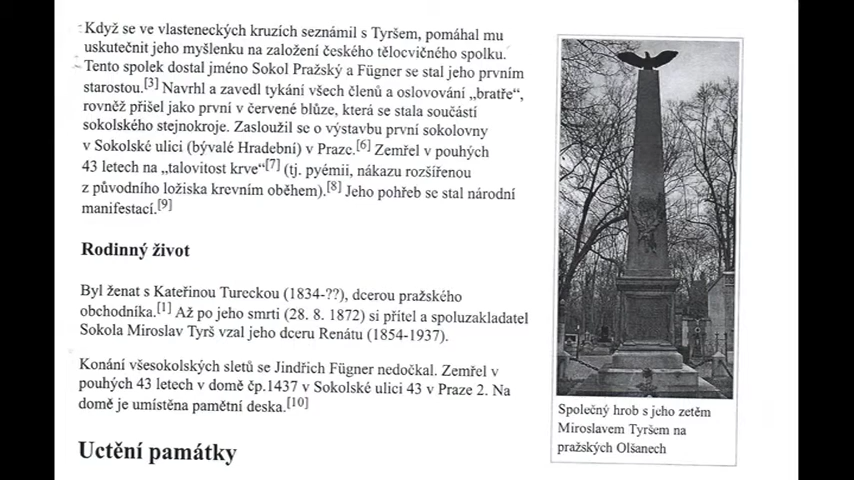 Když se ve vlasteneckých kruzích seznámil s Tyršem, pomáhal mu
uskutečnit jeho myšlenku na založení českého tělocvičného spolku.
Tento spolek dostal jméno Sokol Pražský a Fügner se stal jeho prvním
starostou.[3] Navrhl a zavedl tykání všech členů a oslovování „bratře“,
rovněž přišel jako první v červené blůze, která se stala součástí
sokolského stejnokroje. Zasloužil se o výstavbu první sokolovny
v Sokolské ulici (bývalé Hradební) v Praze.[6] Zemřel v pouhých
43 letech na „talovitost krve“[7] (tj. pyémii, nákazu rozšířenou
z původního ložiska krevním oběhem).[8] Jeho pohřeb se stal národní
manifestací.[9]
Rodinný život
Byl ženat s Kateřinou Tureckou (1834-??), dcerou pražského
obchodníka.[1] Až po jeho smrti (28. 8. 1872) si přítel a spoluzakladatel
Sokola Miroslav Tyrš vzal jeho dceru Renátu (1854-1937).
Konání všesokolských sletů se Jindřich Fügner nedočkal. Zemřel v
pouhých 43 letech v domě čp.1437 v Sokolské ulici 43 v Praze 2. Na
domě je umístěna pamětní deska.[10]
Uctění památky
Společný hrob s jeho zetěm
Miroslavem Tyršem na
pražských Olšanech